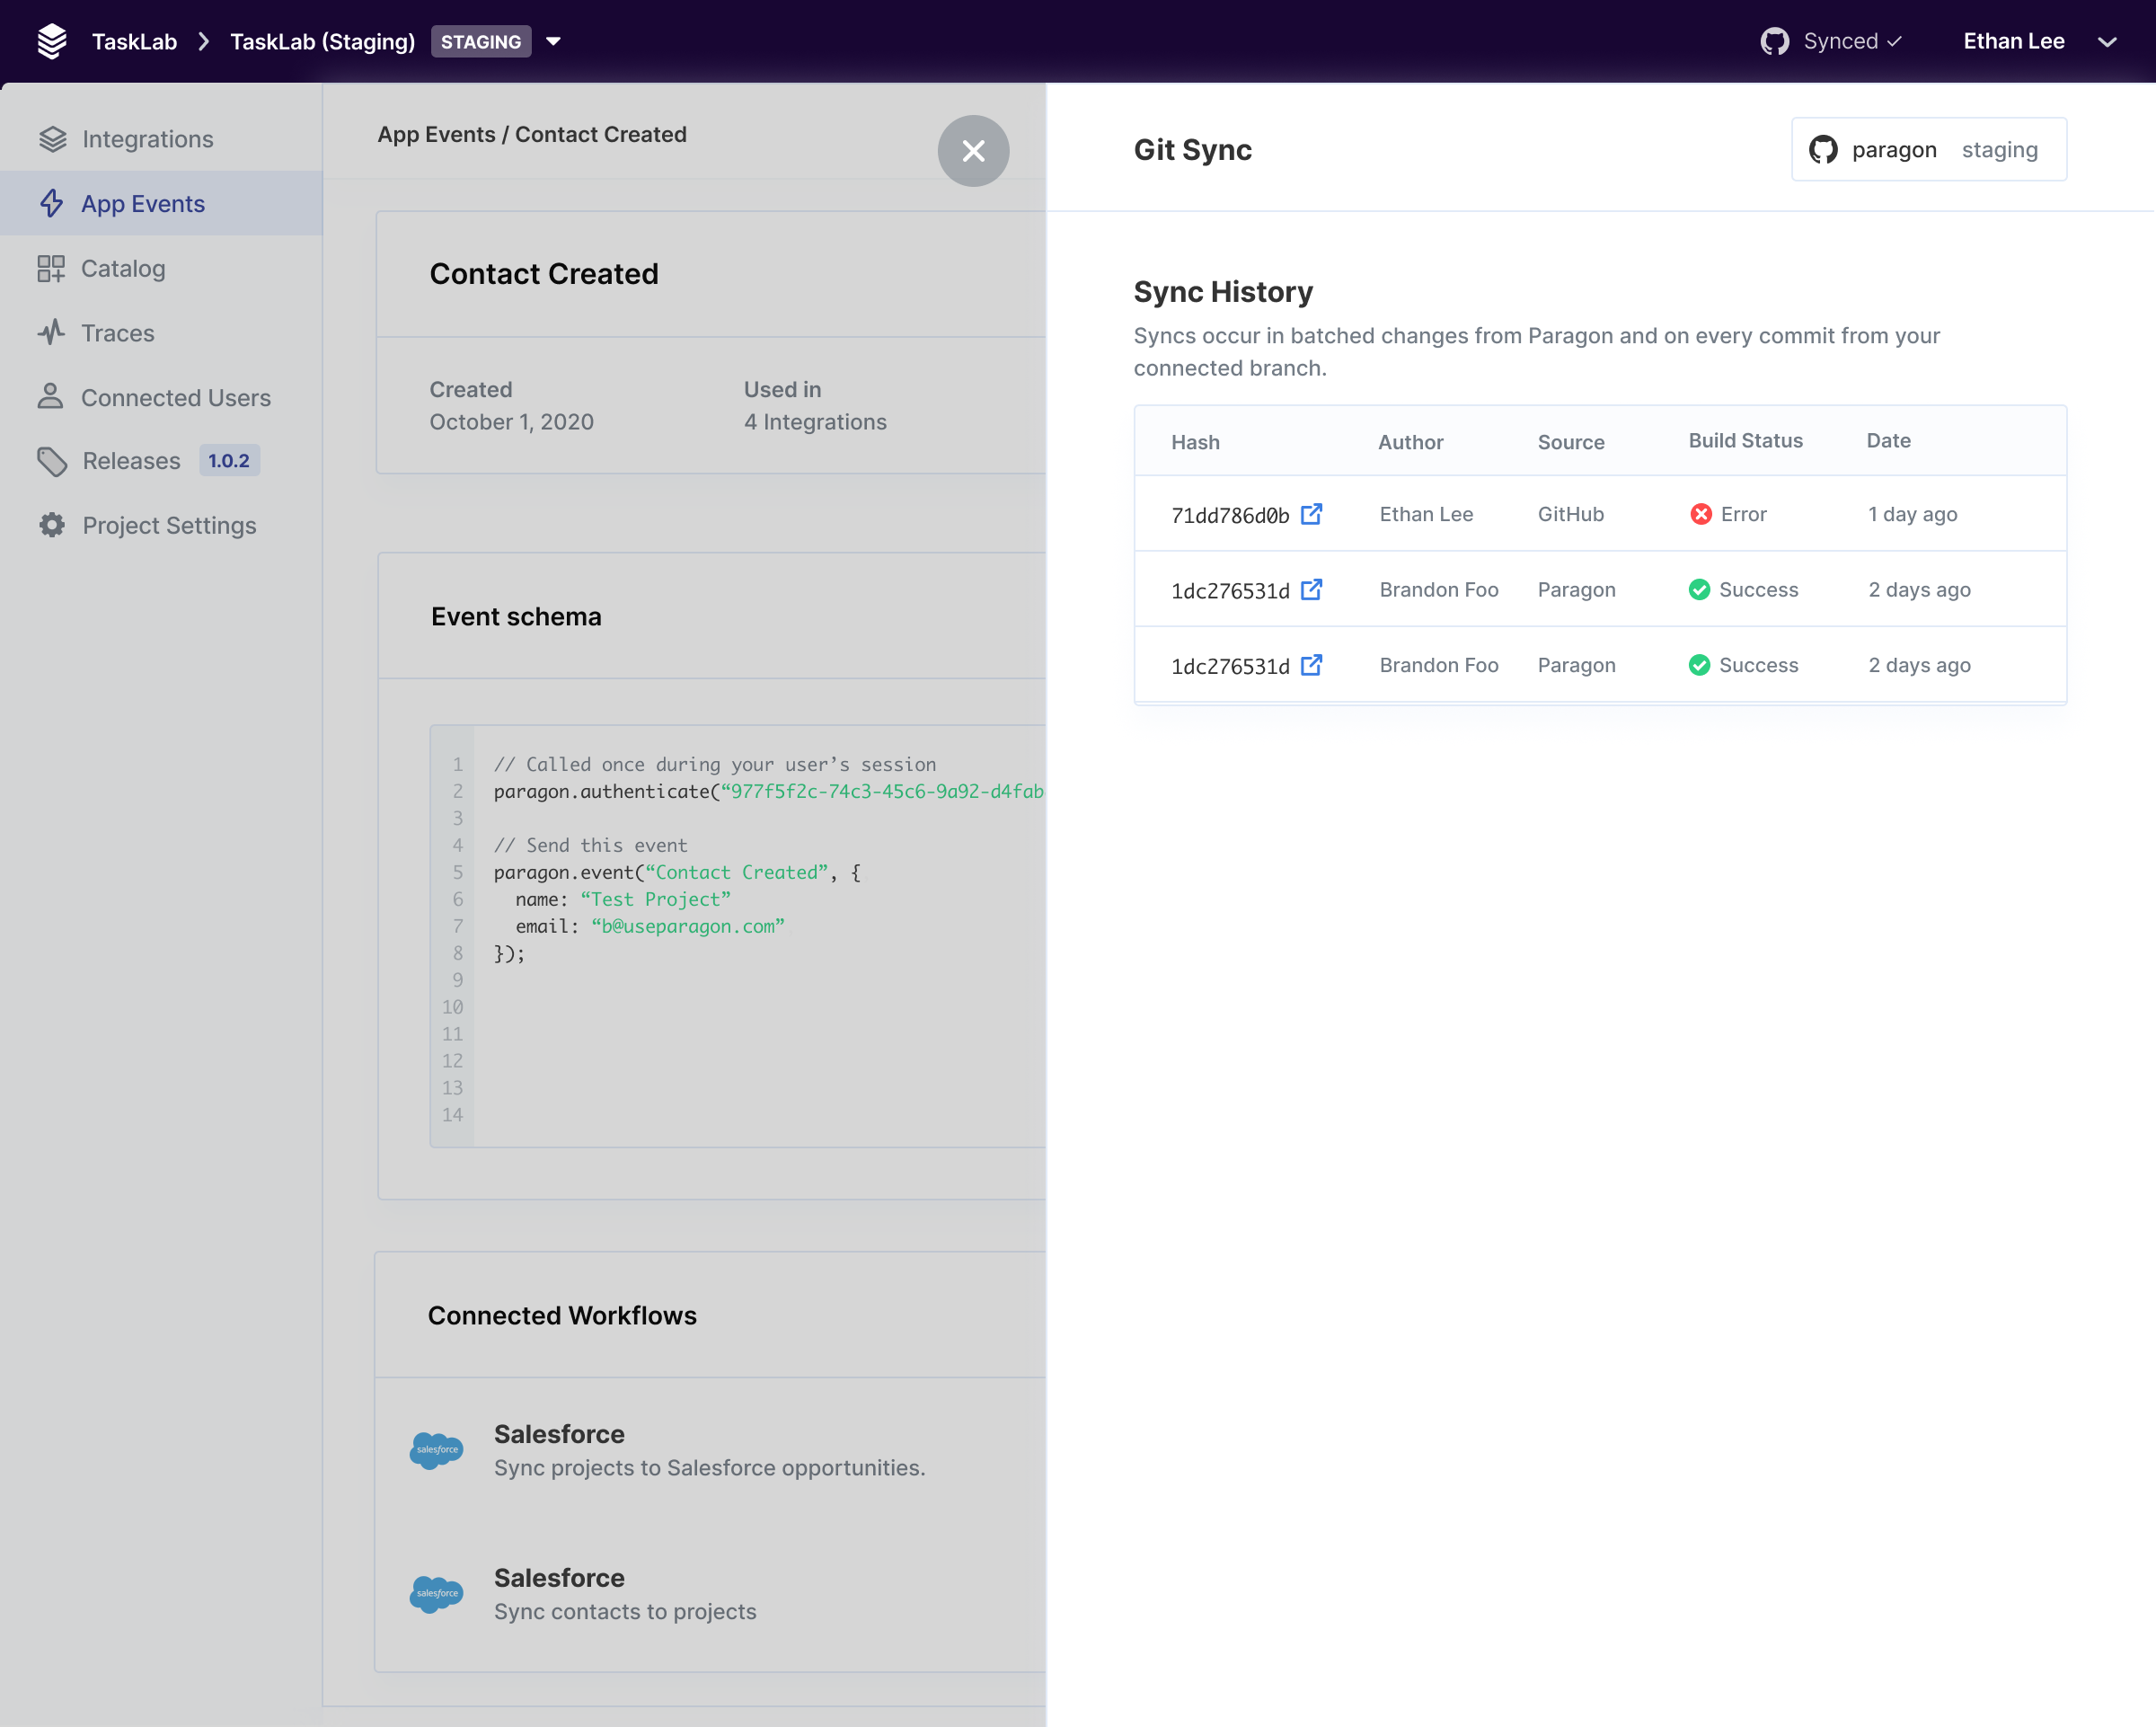 TaskLab
TaskLab (Staging)
STAGING
Synced
Ethan Lee
Integrations
App Events
Catalog
Traces
Connected Users
Releases 1.0.2
Project Settings
App Events / Contact Created
Contact Created
Created
October 1, 2020
Used in
4 Integrations
Event schema
1 // Called once during your user’s session
2 paragon.authenticate(“977f5f2c-74c3-45c6-9a92-d4fab
3
4 // Send this event
5 paragon.event(“Contact Created”, {
6 name: “Test Project”
7 email: “b@useparagon.com”
8 });
9
10
11
12
13
14
Connected Workflows
salesforce
Salesforce
Sync projects to Salesforce opportunities.
salesforce
Salesforce
Sync contacts to projects
Git Sync
paragon staging
Sync History
Syncs occur in batched changes from Paragon and on every commit from your
connected branch.
Hash Author Source Build Status Date
71dd786d0b Ethan Lee GitHub Error 1 day ago
1dc276531d Brandon Foo Paragon Success 2 days ago
1dc276531d Brandon Foo Paragon Success 2 days ago